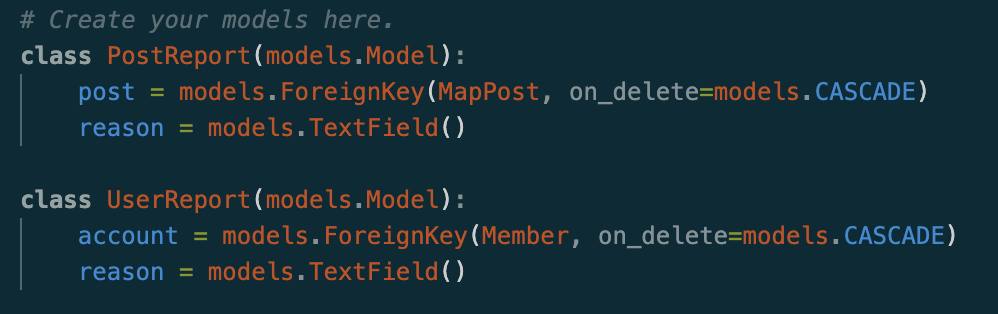 # Create your models here.
class PostReport(models.Model):
    post = models.ForeignKey(MapPost, on_delete=models.CASCADE)
    reason = models.TextField()
class UserReport(models.Model):
    account = models.ForeignKey(Member, on_delete=models.CASCADE)
    reason = models.TextField()